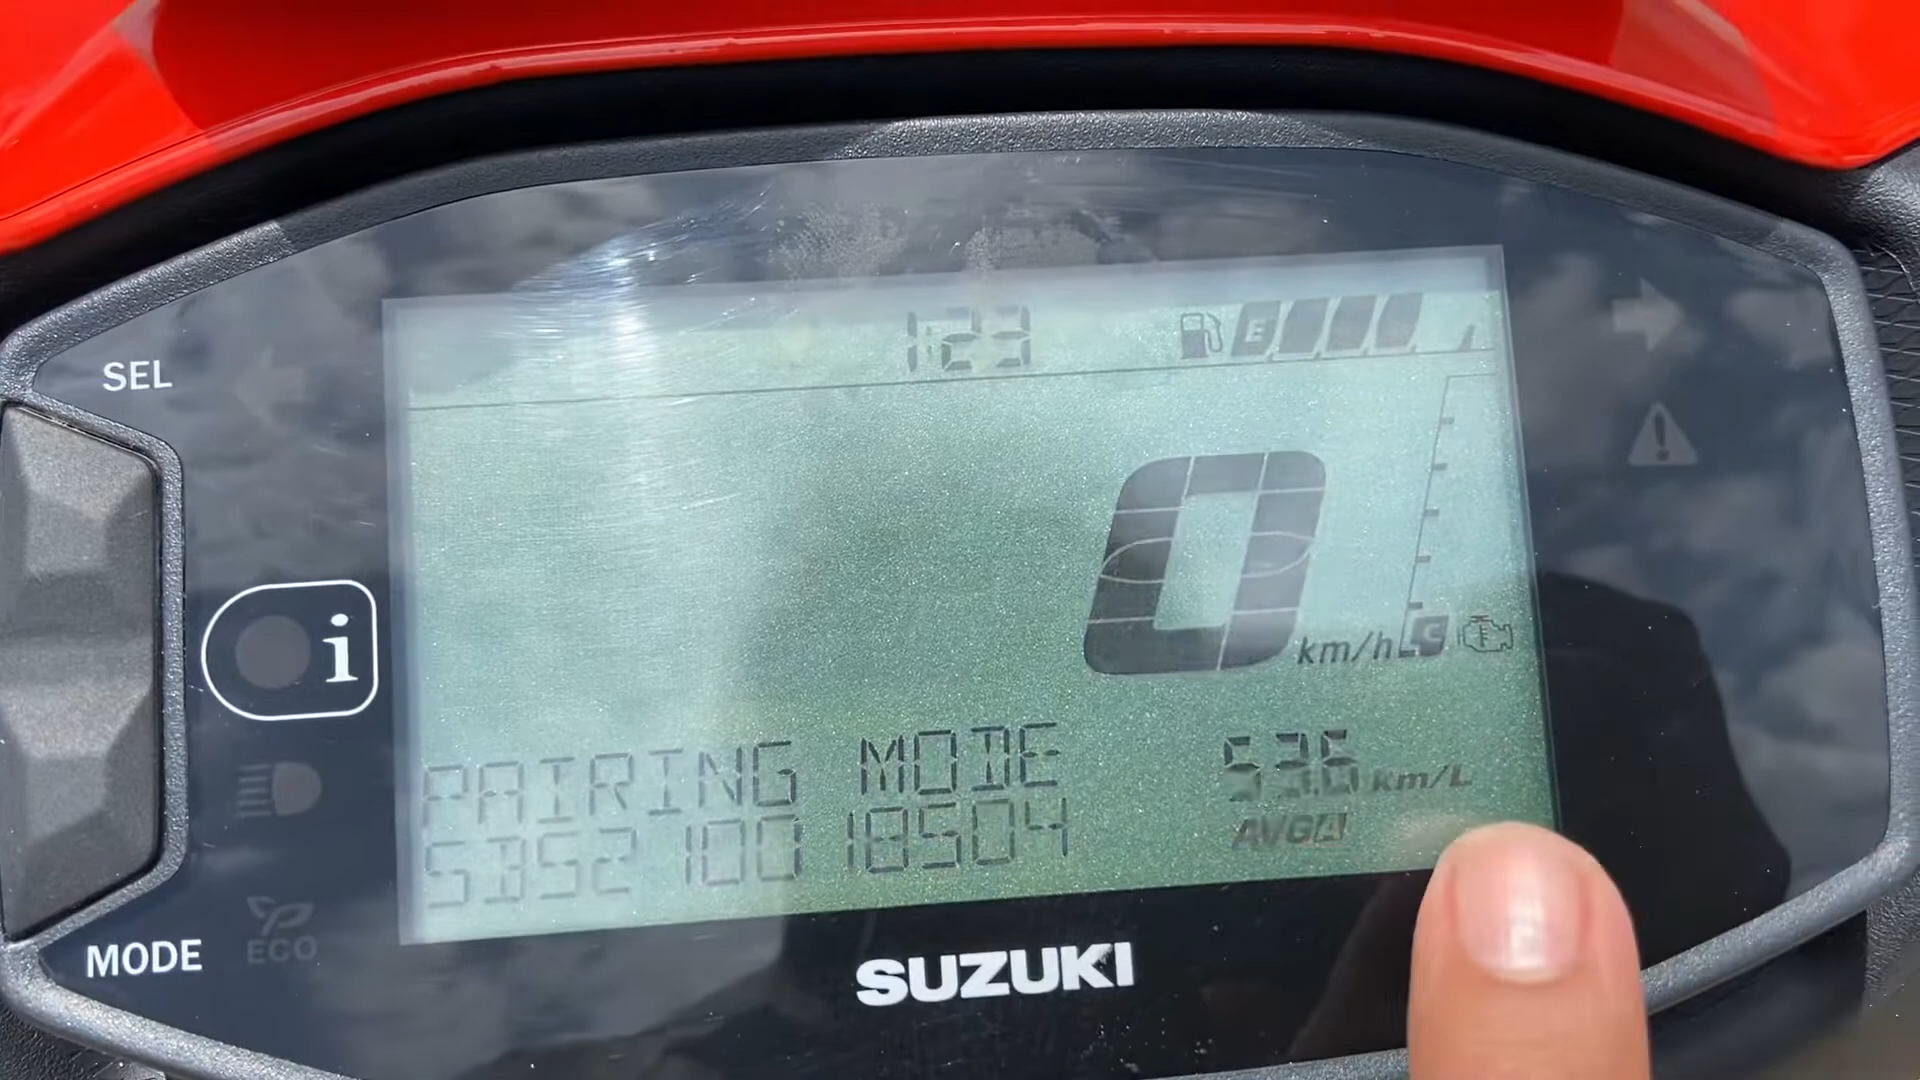 1:23
E
SEL
0
km/h C
i
PAIRING MODE
53.6 Km/L
SBS2 100 18504
AVG A
MODE
ECO
SUZUKI